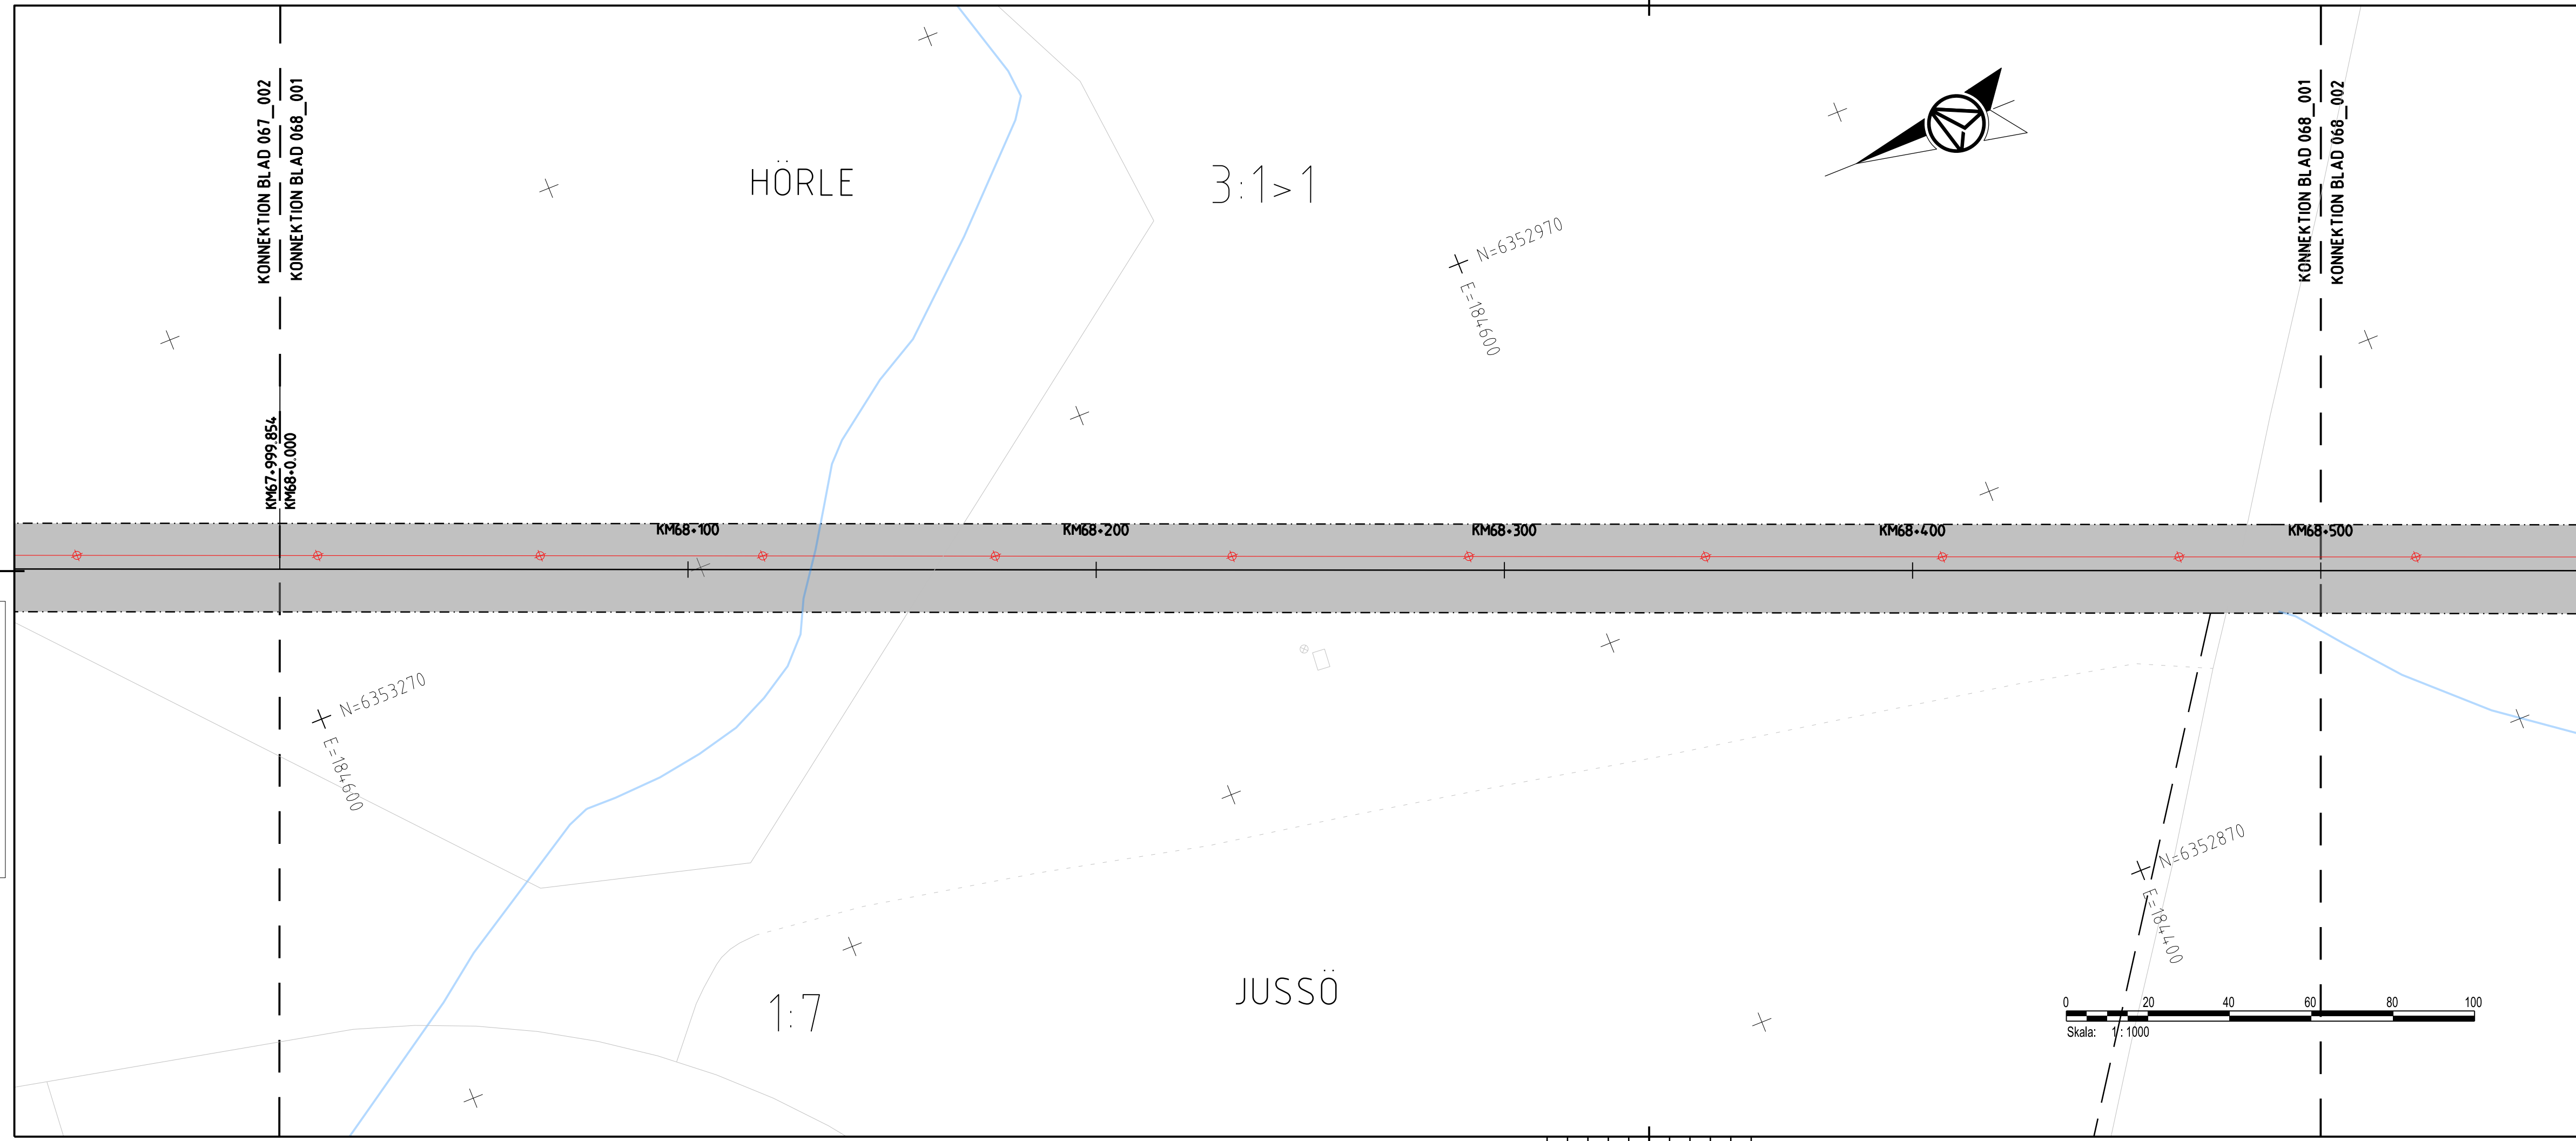 KONNEKTION BLAD 067_002
KONNEKTION BLAD 068_001
KONNEKTION BLAD 068_001
KONNEKTION BLAD 068_002
HÖRLE
3:1>1
N=6352970
E=184600
KM67+999.854
KM68+0.000
KM68+100
KM68+200
KM68+300
KM68+400
KM68+500
N=6353270
E=184600
N=6352870
E=184400
1:7
JUSSÖ
0 20 40 60 80 100
Skala: 1 : 1000